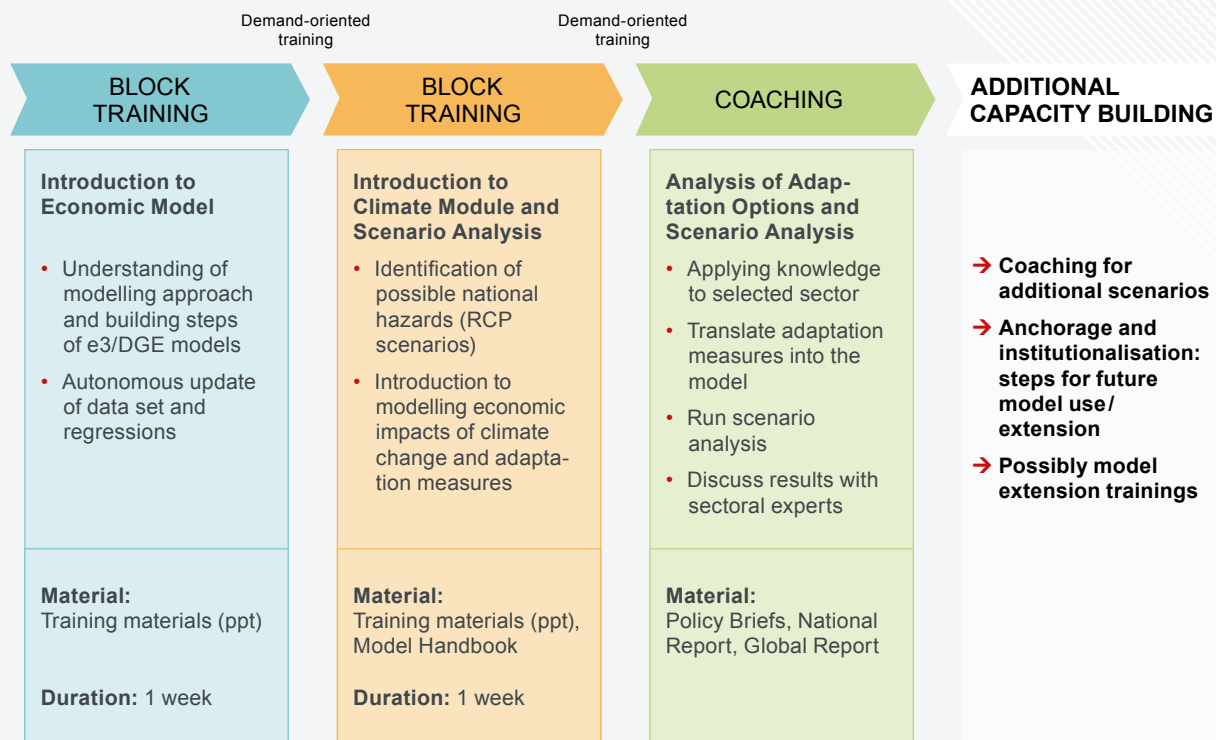 Demand-oriented
training
Demand-oriented
training
BLOCK
TRAINING
BLOCK
TRAINING
COACHING
ADDITIONAL
CAPACITY BUILDING
Introduction to
Economic Model
• Understanding of
modelling approach
and building steps
of e3/DGE models
• Autonomous update
of data set and
regressions
Material:
Training materials (ppt)
Duration: 1 week
Introduction to
Climate Module and
Scenario Analysis
• Identification of
possible national
hazards (RCP
scenarios)
• Introduction to
modelling economic
impacts of climate
change and adapta-
tion measures
Material:
Training materials (ppt),
Model Handbook
Duration: 1 week
Analysis of Adap-
tation Options and
Scenario Analysis
• Applying knowledge
to selected sector
• Translate adaptation
measures into the
model
• Run scenario
analysis
• Discuss results with
sectoral experts
Material:
Policy Briefs, National
Report, Global Report
→ Coaching for
additional scenarios
→ Anchorage and
institutionalisation:
steps for future
model use/
extension
→ Possibly model
extension trainings